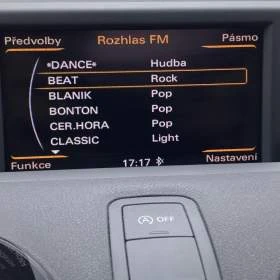 Předvolby Rozhlas FM Pásmo
*DANCE* Hudba
BEAT Rock
BLANIK Pop
BONTON Pop
CER.HORA Pop
CLASSIC Light
Funkce 17:17 Nastavení
OFF